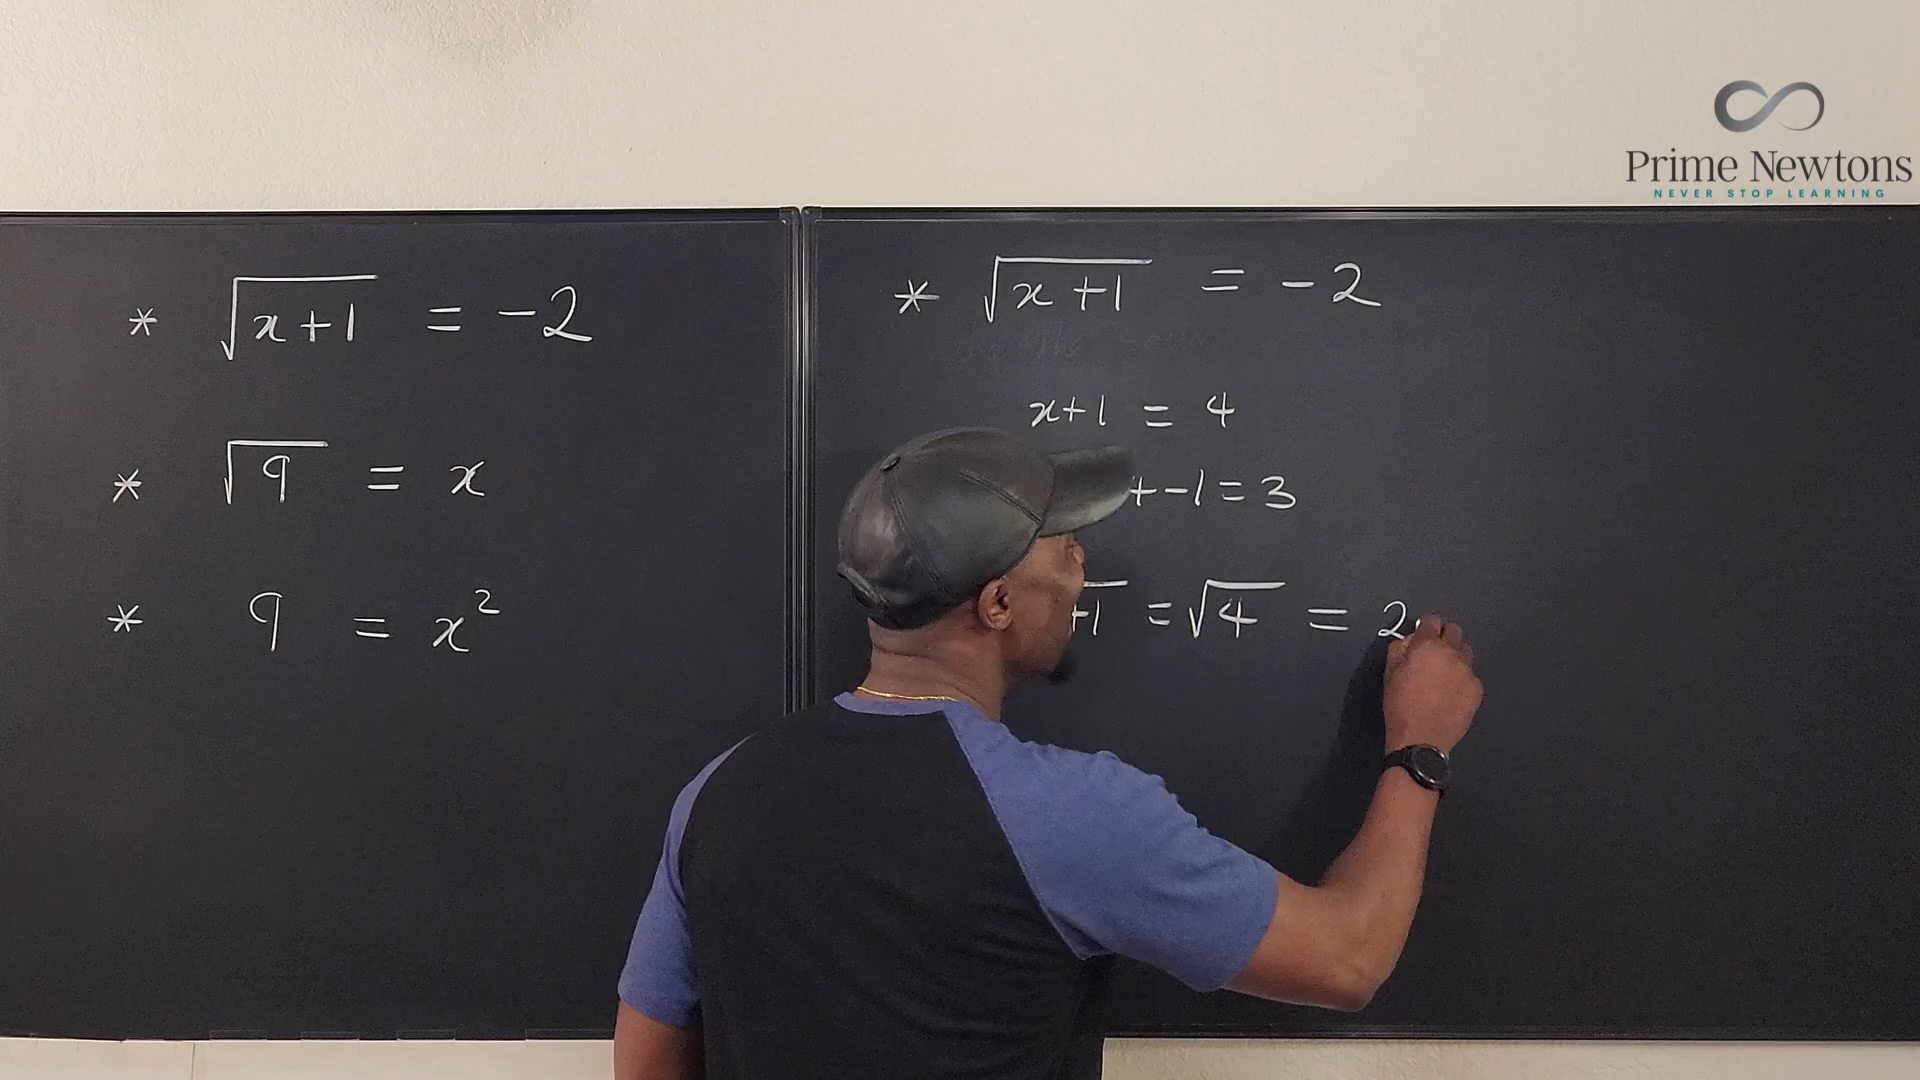 Prime Newtons
NEVER STOP LEARNING
* √(x+1) = -2
* √9 = x
* 9 = x²
* √(x+1) = -2
x+1 = 4
+-1=3
+1 = √4 = 2